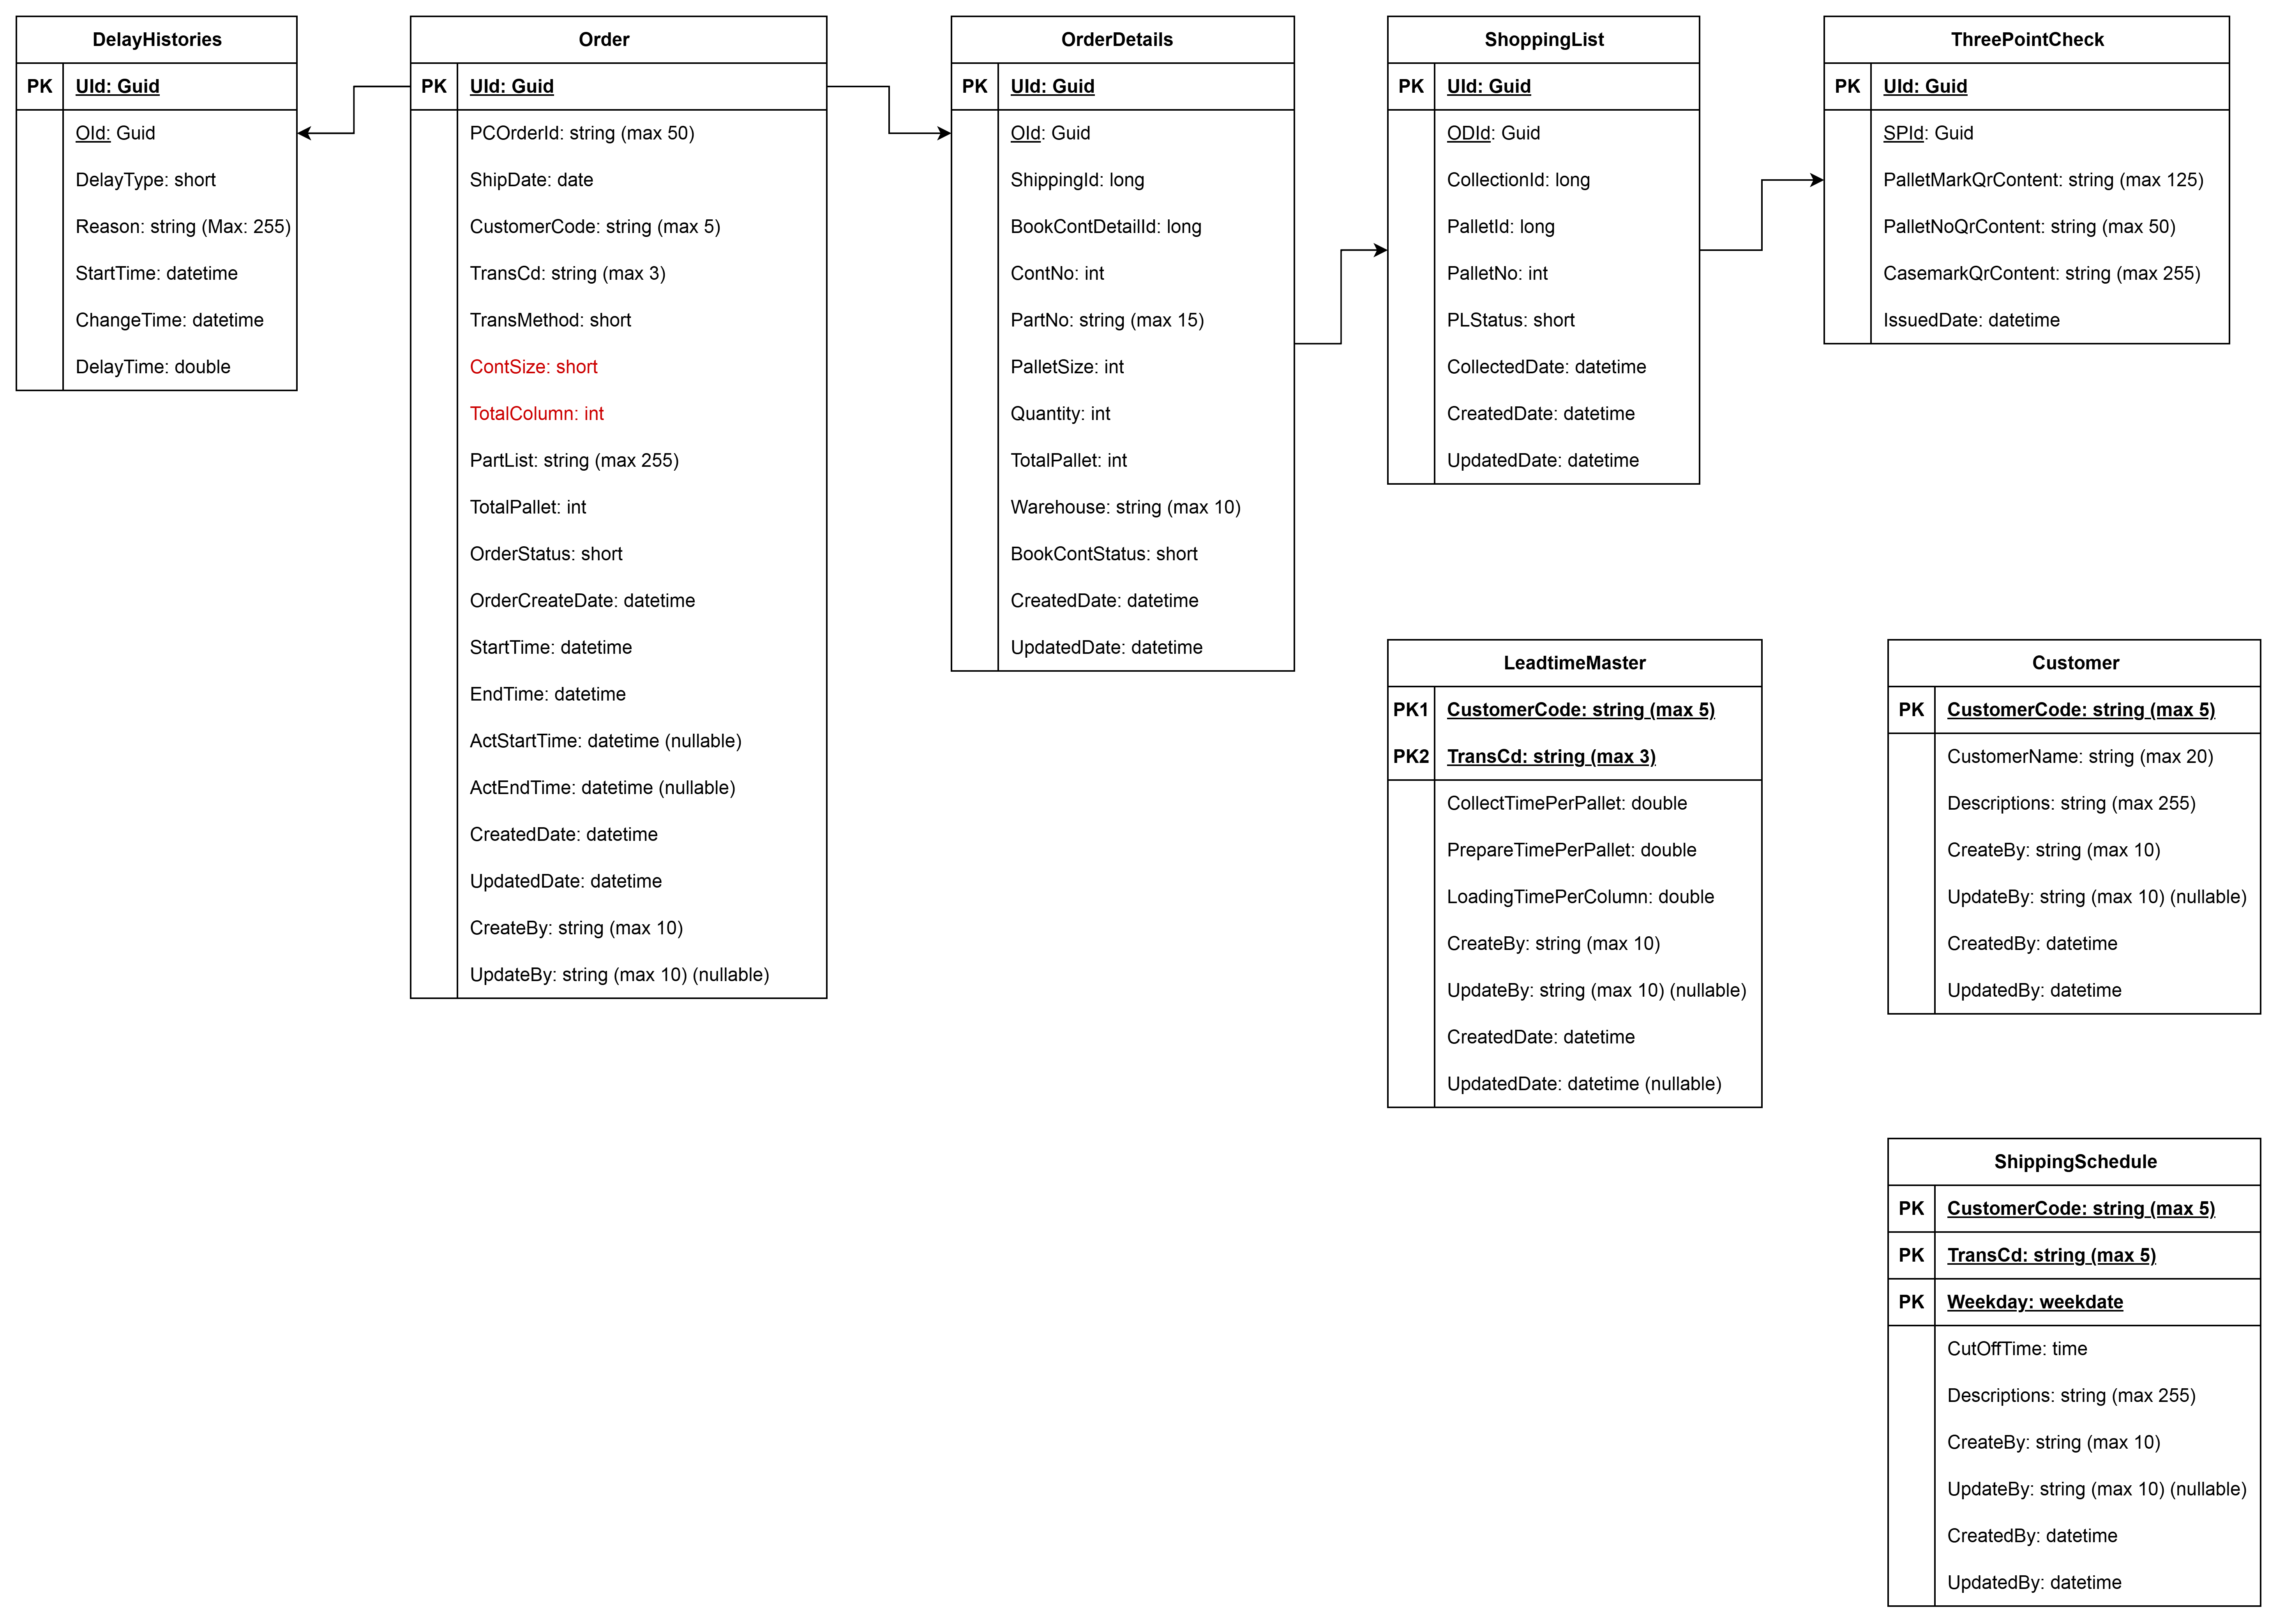 DelayHistories
PK UId: Guid
OId: Guid
DelayType: short
Reason: string (Max: 255)
StartTime: datetime
ChangeTime: datetime
DelayTime: double
Order
PK UId: Guid
PCOrderId: string (max 50)
ShipDate: date
CustomerCode: string (max 5)
TransCd: string (max 3)
TransMethod: short
ContSize: short
TotalColumn: int
PartList: string (max 255)
TotalPallet: int
OrderStatus: short
OrderCreateDate: datetime
StartTime: datetime
EndTime: datetime
ActStartTime: datetime (nullable)
ActEndTime: datetime (nullable)
CreatedDate: datetime
UpdatedDate: datetime
CreateBy: string (max 10)
UpdateBy: string (max 10) (nullable)
OrderDetails
PK UId: Guid
OId: Guid
ShippingId: long
BookContDetailId: long
ContNo: int
PartNo: string (max 15)
PalletSize: int
Quantity: int
TotalPallet: int
Warehouse: string (max 10)
BookContStatus: short
CreatedDate: datetime
UpdatedDate: datetime
ShoppingList
PK UId: Guid
ODId: Guid
CollectionId: long
PalletId: long
PalletNo: int
PLStatus: short
CollectedDate: datetime
CreatedDate: datetime
UpdatedDate: datetime
ThreePointCheck
PK UId: Guid
SPId: Guid
PalletMarkQrContent: string (max 125)
PalletNoQrContent: string (max 50)
CasemarkQrContent: string (max 255)
IssuedDate: datetime
LeadtimeMaster
PK1 CustomerCode: string (max 5)
PK2 TransCd: string (max 3)
CollectTimePerPallet: double
PrepareTimePerPallet: double
LoadingTimePerColumn: double
CreateBy: string (max 10)
UpdateBy: string (max 10) (nullable)
CreatedDate: datetime
UpdatedDate: datetime (nullable)
Customer
PK CustomerCode: string (max 5)
CustomerName: string (max 20)
Descriptions: string (max 255)
CreateBy: string (max 10)
UpdateBy: string (max 10) (nullable)
CreatedBy: datetime
UpdatedBy: datetime
ShippingSchedule
PK CustomerCode: string (max 5)
PK TransCd: string (max 5)
PK Weekday: weekdate
CutOffTime: time
Descriptions: string (max 255)
CreateBy: string (max 10)
UpdateBy: string (max 10) (nullable)
CreatedBy: datetime
UpdatedBy: datetime